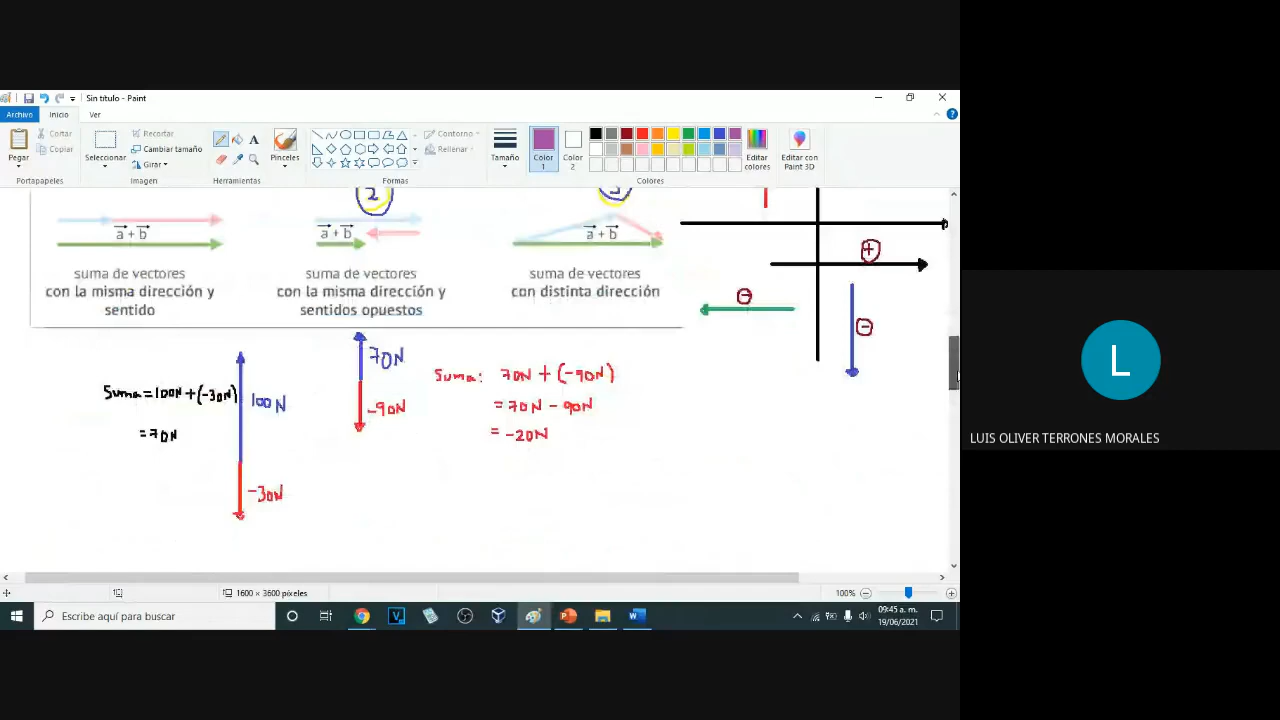 Sin título - Paint
Archivo Inicio Ver
Pegar
Cortar
Copiar
Portapapeles
Seleccionar
Recortar
Cambiar tamaño
Girar
Imagen
A
Herramientas
Pinceles
Contorno
Rellenar
Formas
Tamaño
Color 1
Color 2
Editar colores
Editar con Paint 3D
Colores
2
3
a + b
a + b
a + b
suma de vectores
con la misma dirección y
sentido
suma de vectores
con la misma dirección y
sentidos opuestos
suma de vectores
con distinta dirección
+
-
-
Suma = 100N + (-30N)
= 70N
100N
-30N
70N
-90N
Suma: 70N + (-90N)
= 70N - 90N
= -20N
1600 × 3600 píxeles
100%
Escribe aquí para buscar
09:45 a. m.
19/06/2021
L
LUIS OLIVER TERRONES MORALES